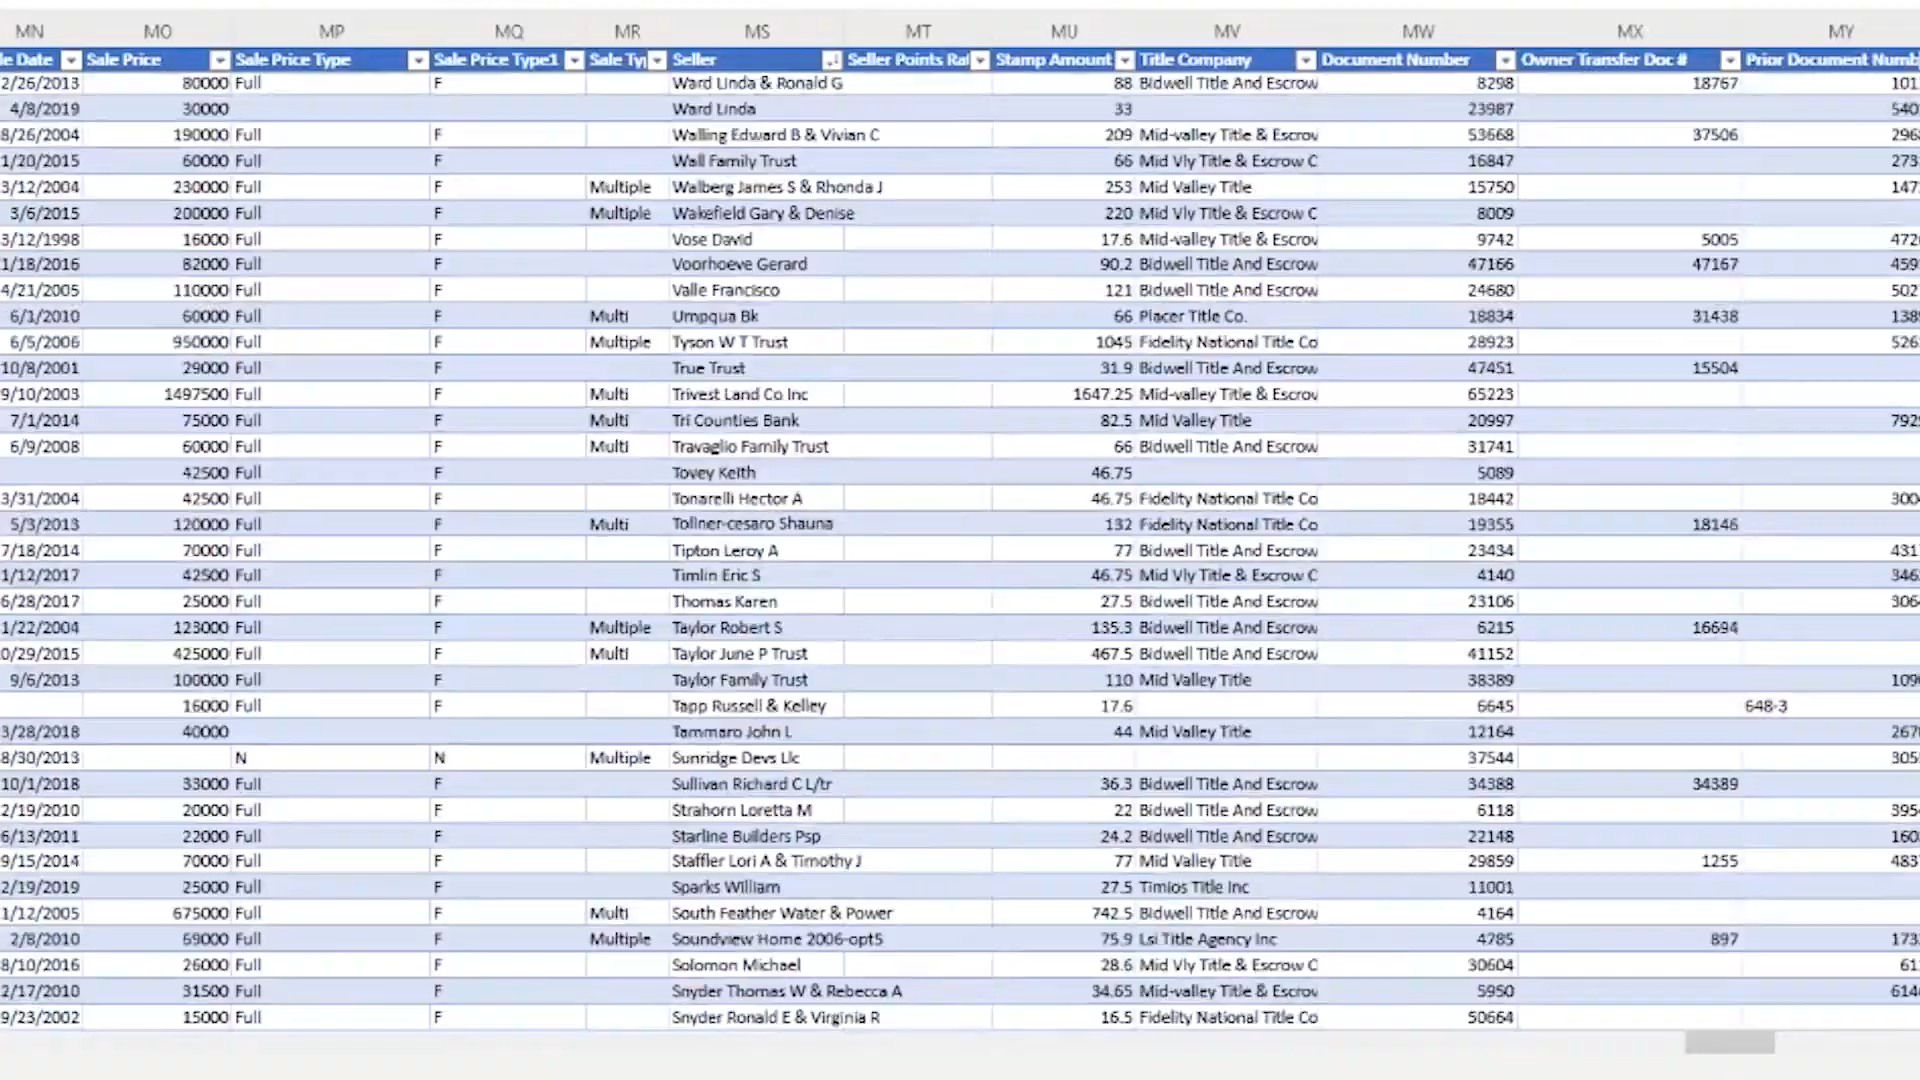 MN MO MP MQ MR MS MT MU MV MW MX MY
le Date Sale Price Sale Price Type Sale Price Type1 Sale Typ Seller Seller Points Rat Stamp Amount Title Company Document Number Owner Transfer Doc # Prior Document Numb
2/26/2013 80000 Full F Ward Linda & Ronald G 88 Bidwell Title And Escrow 8298 18767 101
4/8/2019 30000 Ward Linda 33 23987 540
8/26/2004 190000 Full F Walling Edward B & Vivian C 209 Mid-valley Title & Escrov 53668 37506 296
1/20/2015 60000 Full F Wall Family Trust 66 Mid Vly Title & Escrow C 16847 273
3/12/2004 230000 Full F Multiple Walberg James S & Rhonda J 253 Mid Valley Title 15750 147
3/6/2015 200000 Full F Multiple Wakefield Gary & Denise 220 Mid Vly Title & Escrow C 8009
3/12/1998 16000 Full F Vose David 17.6 Mid-valley Title & Escrov 9742 5005 472
1/18/2016 82000 Full F Voorhoeve Gerard 90.2 Bidwell Title And Escrow 47166 47167 459
4/21/2005 110000 Full F Valle Francisco 121 Bidwell Title And Escrow 24680 502
6/1/2010 60000 Full F Multi Umpqua Bk 66 Placer Title Co. 18834 31438 138
6/5/2006 950000 Full F Multiple Tyson W T Trust 1045 Fidelity National Title Co 28923 526
10/8/2001 29000 Full F True Trust 31.9 Bidwell Title And Escrow 47451 15504
9/10/2003 1497500 Full F Multi Trivest Land Co Inc 1647.25 Mid-valley Title & Escrov 65223
7/1/2014 75000 Full F Multi Tri Counties Bank 82.5 Mid Valley Title 20997 792
6/9/2008 60000 Full F Multi Travaglio Family Trust 66 Bidwell Title And Escrow 31741
42500 Full F Tovey Keith 46.75 5089
3/31/2004 42500 Full F Tonarelli Hector A 46.75 Fidelity National Title Co 18442 300
5/3/2013 120000 Full F Multi Tollner-cesaro Shauna 132 Fidelity National Title Co 19355 18146
7/18/2014 70000 Full F Tipton Leroy A 77 Bidwell Title And Escrow 23434 431
1/12/2017 42500 Full F Timlin Eric S 46.75 Mid Vly Title & Escrow C 4140 346
6/28/2017 25000 Full F Thomas Karen 27.5 Bidwell Title And Escrow 23106 306
1/22/2004 123000 Full F Multiple Taylor Robert S 135.3 Bidwell Title And Escrow 6215 16694
0/29/2015 425000 Full F Multi Taylor June P Trust 467.5 Bidwell Title And Escrow 41152
9/6/2013 100000 Full F Taylor Family Trust 110 Mid Valley Title 38389 109
16000 Full F Tapp Russell & Kelley 17.6 6645 648-3
3/28/2018 40000 Tammaro John L 44 Mid Valley Title 12164 267
8/30/2013 N N Multiple Sunridge Devs Llc 37544 305
10/1/2018 33000 Full F Sullivan Richard C L/tr 36.3 Bidwell Title And Escrow 34388 34389
2/19/2010 20000 Full F Strahorn Loretta M 22 Bidwell Title And Escrow 6118 395
6/13/2011 22000 Full F Starline Builders Psp 24.2 Bidwell Title And Escrow 22148 160
9/15/2014 70000 Full F Staffler Lori A & Timothy J 77 Mid Valley Title 29859 1255 483
2/19/2019 25000 Full F Sparks William 27.5 Timios Title Inc 11001
1/12/2005 675000 Full F Multi South Feather Water & Power 742.5 Bidwell Title And Escrow 4164
2/8/2010 69000 Full F Multiple Soundview Home 2006-opt5 75.9 Lsi Title Agency Inc 4785 897 173
8/10/2016 26000 Full F Solomon Michael 28.6 Mid Vly Title & Escrow C 30604 61
2/17/2010 31500 Full F Snyder Thomas W & Rebecca A 34.65 Mid-valley Title & Escrov 5950 614
9/23/2002 15000 Full F Snyder Ronald E & Virginia R 16.5 Fidelity National Title Co 50664